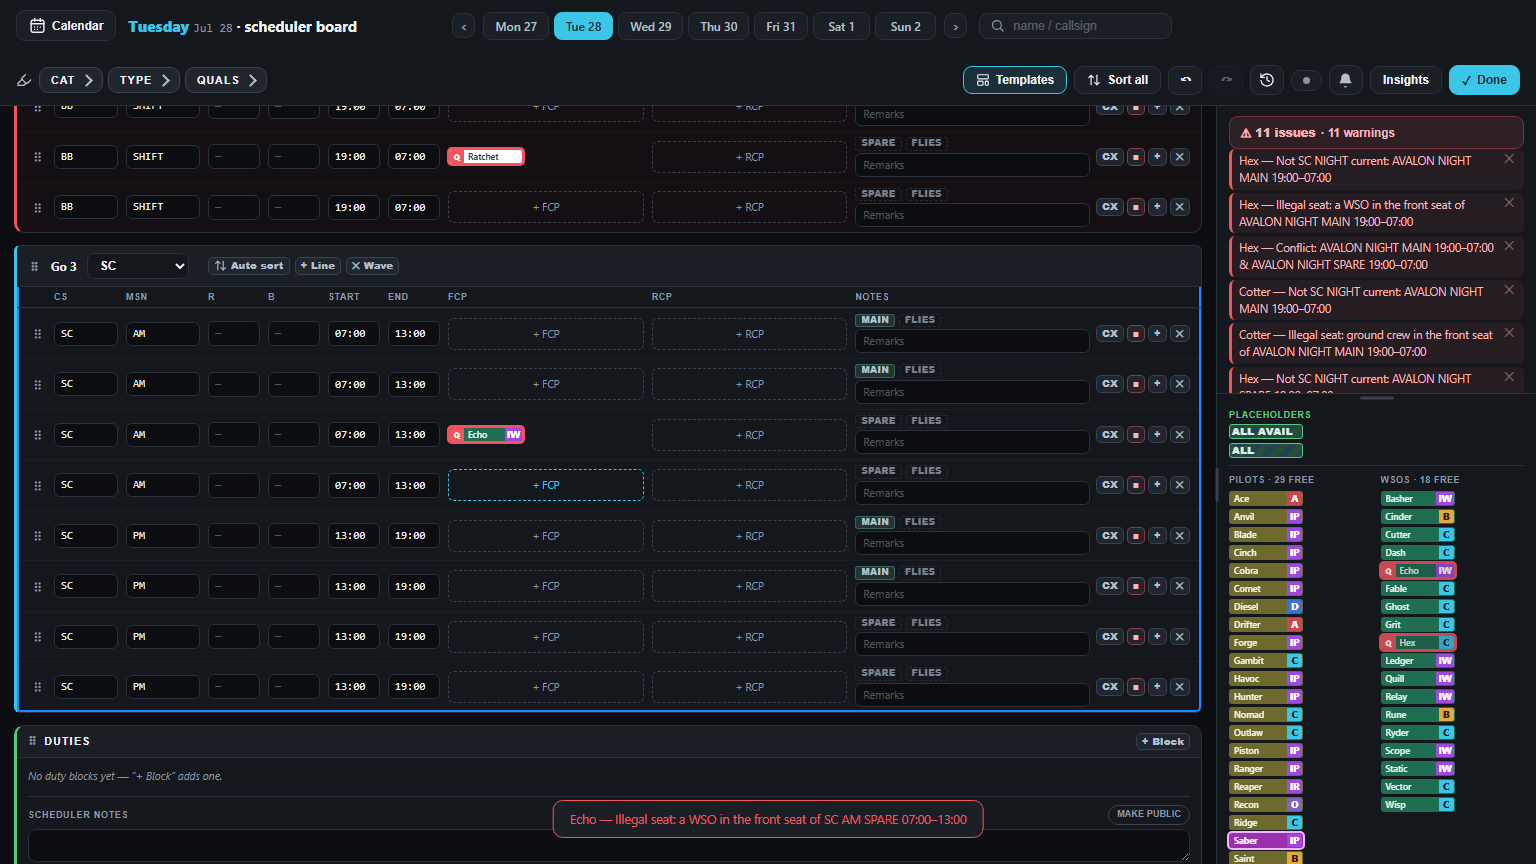 Calendar
Tuesday Jul 28 · scheduler board
‹ Mon 27 Tue 28 Wed 29 Thu 30 Fri 31 Sat 1 Sun 2 ›
name / callsign
CAT TYPE QUALS
Templates Sort all Insights ✓ Done
BB SHIFT – – 19:00 07:00 + FCP + RCP Remarks CX ■ + ✕
BB SHIFT – – 19:00 07:00 Q Ratchet + RCP SPARE FLIES Remarks CX ■ + ✕
BB SHIFT – – 19:00 07:00 + FCP + RCP SPARE FLIES Remarks CX ■ + ✕
Go 3 SC Auto sort + Line ✕ Wave
CS MSN R B START END FCP RCP NOTES
SC AM – – 07:00 13:00 + FCP + RCP MAIN FLIES Remarks CX ■ + ✕
SC AM – – 07:00 13:00 + FCP + RCP MAIN FLIES Remarks CX ■ + ✕
SC AM – – 07:00 13:00 Q Echo IW + RCP SPARE FLIES Remarks CX ■ + ✕
SC AM – – 07:00 13:00 + FCP + RCP SPARE FLIES Remarks CX ■ + ✕
SC PM – – 13:00 19:00 + FCP + RCP MAIN FLIES Remarks CX ■ + ✕
SC PM – – 13:00 19:00 + FCP + RCP MAIN FLIES Remarks CX ■ + ✕
SC PM – – 13:00 19:00 + FCP + RCP SPARE FLIES Remarks CX ■ + ✕
SC PM – – 13:00 19:00 + FCP + RCP SPARE FLIES Remarks CX ■ + ✕
DUTIES + Block
No duty blocks yet — "+ Block" adds one.
SCHEDULER NOTES MAKE PUBLIC
Echo — Illegal seat: a WSO in the front seat of SC AM SPARE 07:00–13:00
⚠ 11 issues · 11 warnings
Hex — Not SC NIGHT current: AVALON NIGHT
MAIN 19:00–07:00
Hex — Illegal seat: a WSO in the front seat of
AVALON NIGHT MAIN 19:00–07:00
Hex — Conflict: AVALON NIGHT MAIN 19:00–07:00
& AVALON NIGHT SPARE 19:00–07:00
Cotter — Not SC NIGHT current: AVALON NIGHT
MAIN 19:00–07:00
Cotter — Illegal seat: ground crew in the front seat
of AVALON NIGHT MAIN 19:00–07:00
Hex — Not SC NIGHT current: AVALON NIGHT
SPARE 19:00–07:00
PLACEHOLDERS
ALL AVAIL
ALL
PILOTS · 29 FREE WSOS · 18 FREE
Ace A Basher IW
Anvil IP Cinder B
Blade IP Cutter C
Cinch IP Dash C
Cobra IP Q Echo IW
Comet IP Fable C
Diesel D Ghost C
Drifter A Grit C
Forge IP Q Hex C
Gambit C Ledger IW
Havoc IP Quill IW
Hunter IP Relay IW
Nomad C Rune B
Outlaw C Ryder C
Piston IP Scope IW
Ranger IP Static IW
Reaper IR Vector C
Recon O Wisp C
Ridge C
Saber IP
Saint B